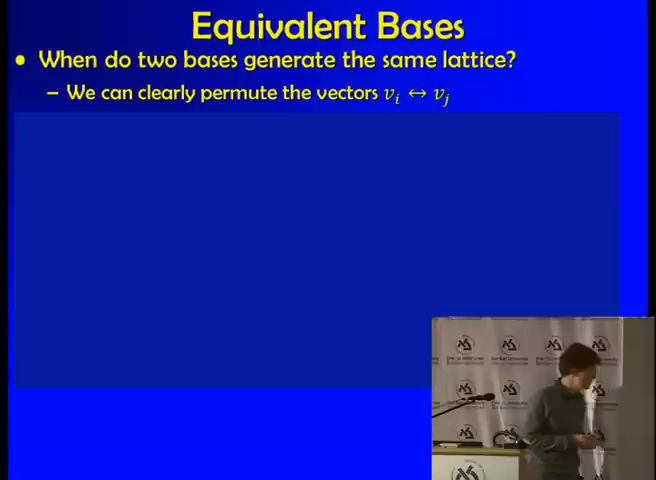 Equivalent Bases
• When do two bases generate the same lattice?
– We can clearly permute the vectors vᵢ ↔ vⱼ